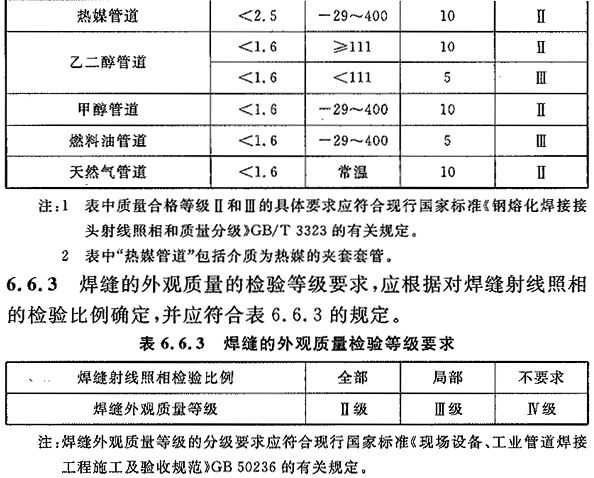 热媒管道 <2.5 -29~400 10 Ⅱ
乙二醇管道 <1.6 ≥111 10 Ⅱ
<1.6 <111 5 Ⅲ
甲醇管道 <1.6 -29~400 10 Ⅱ
燃料油管道 <1.6 -29~400 5 Ⅲ
天然气管道 <1.6 常温 10 Ⅱ
注:1 表中质量合格等级Ⅱ和Ⅲ的具体要求应符合现行国家标准《钢熔化焊接接
头射线照相和质量分级》GB/T 3323 的有关规定。
2 表中“热媒管道”包括介质为热媒的夹套套管。
6.6.3 焊缝的外观质量的检验等级要求,应根据对焊缝射线照相
的检验比例确定,并应符合表 6.6.3 的规定。
表 6.6.3 焊缝的外观质量检验等级要求
焊缝射线照相检验比例 全部 局部 不要求
焊缝外观质量等级 Ⅱ级 Ⅲ级 Ⅳ级
注:焊缝外观质量等级的分级要求应符合现行国家标准《现场设备、工业管道焊接
工程施工及验收规范》GB 50236 的有关规定。